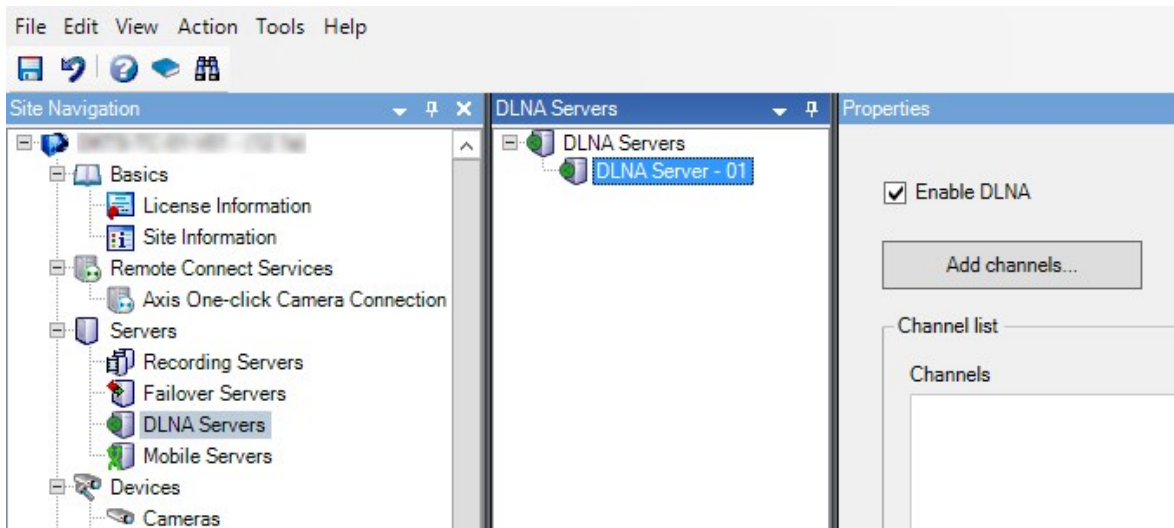 File Edit View Action Tools Help
Site Navigation
Basics
License Information
Site Information
Remote Connect Services
Axis One-click Camera Connection
Servers
Recording Servers
Failover Servers
DLNA Servers
Mobile Servers
Devices
Cameras
DLNA Servers
DLNA Servers
DLNA Server - 01
Properties
Enable DLNA
Add channels...
Channel list
Channels